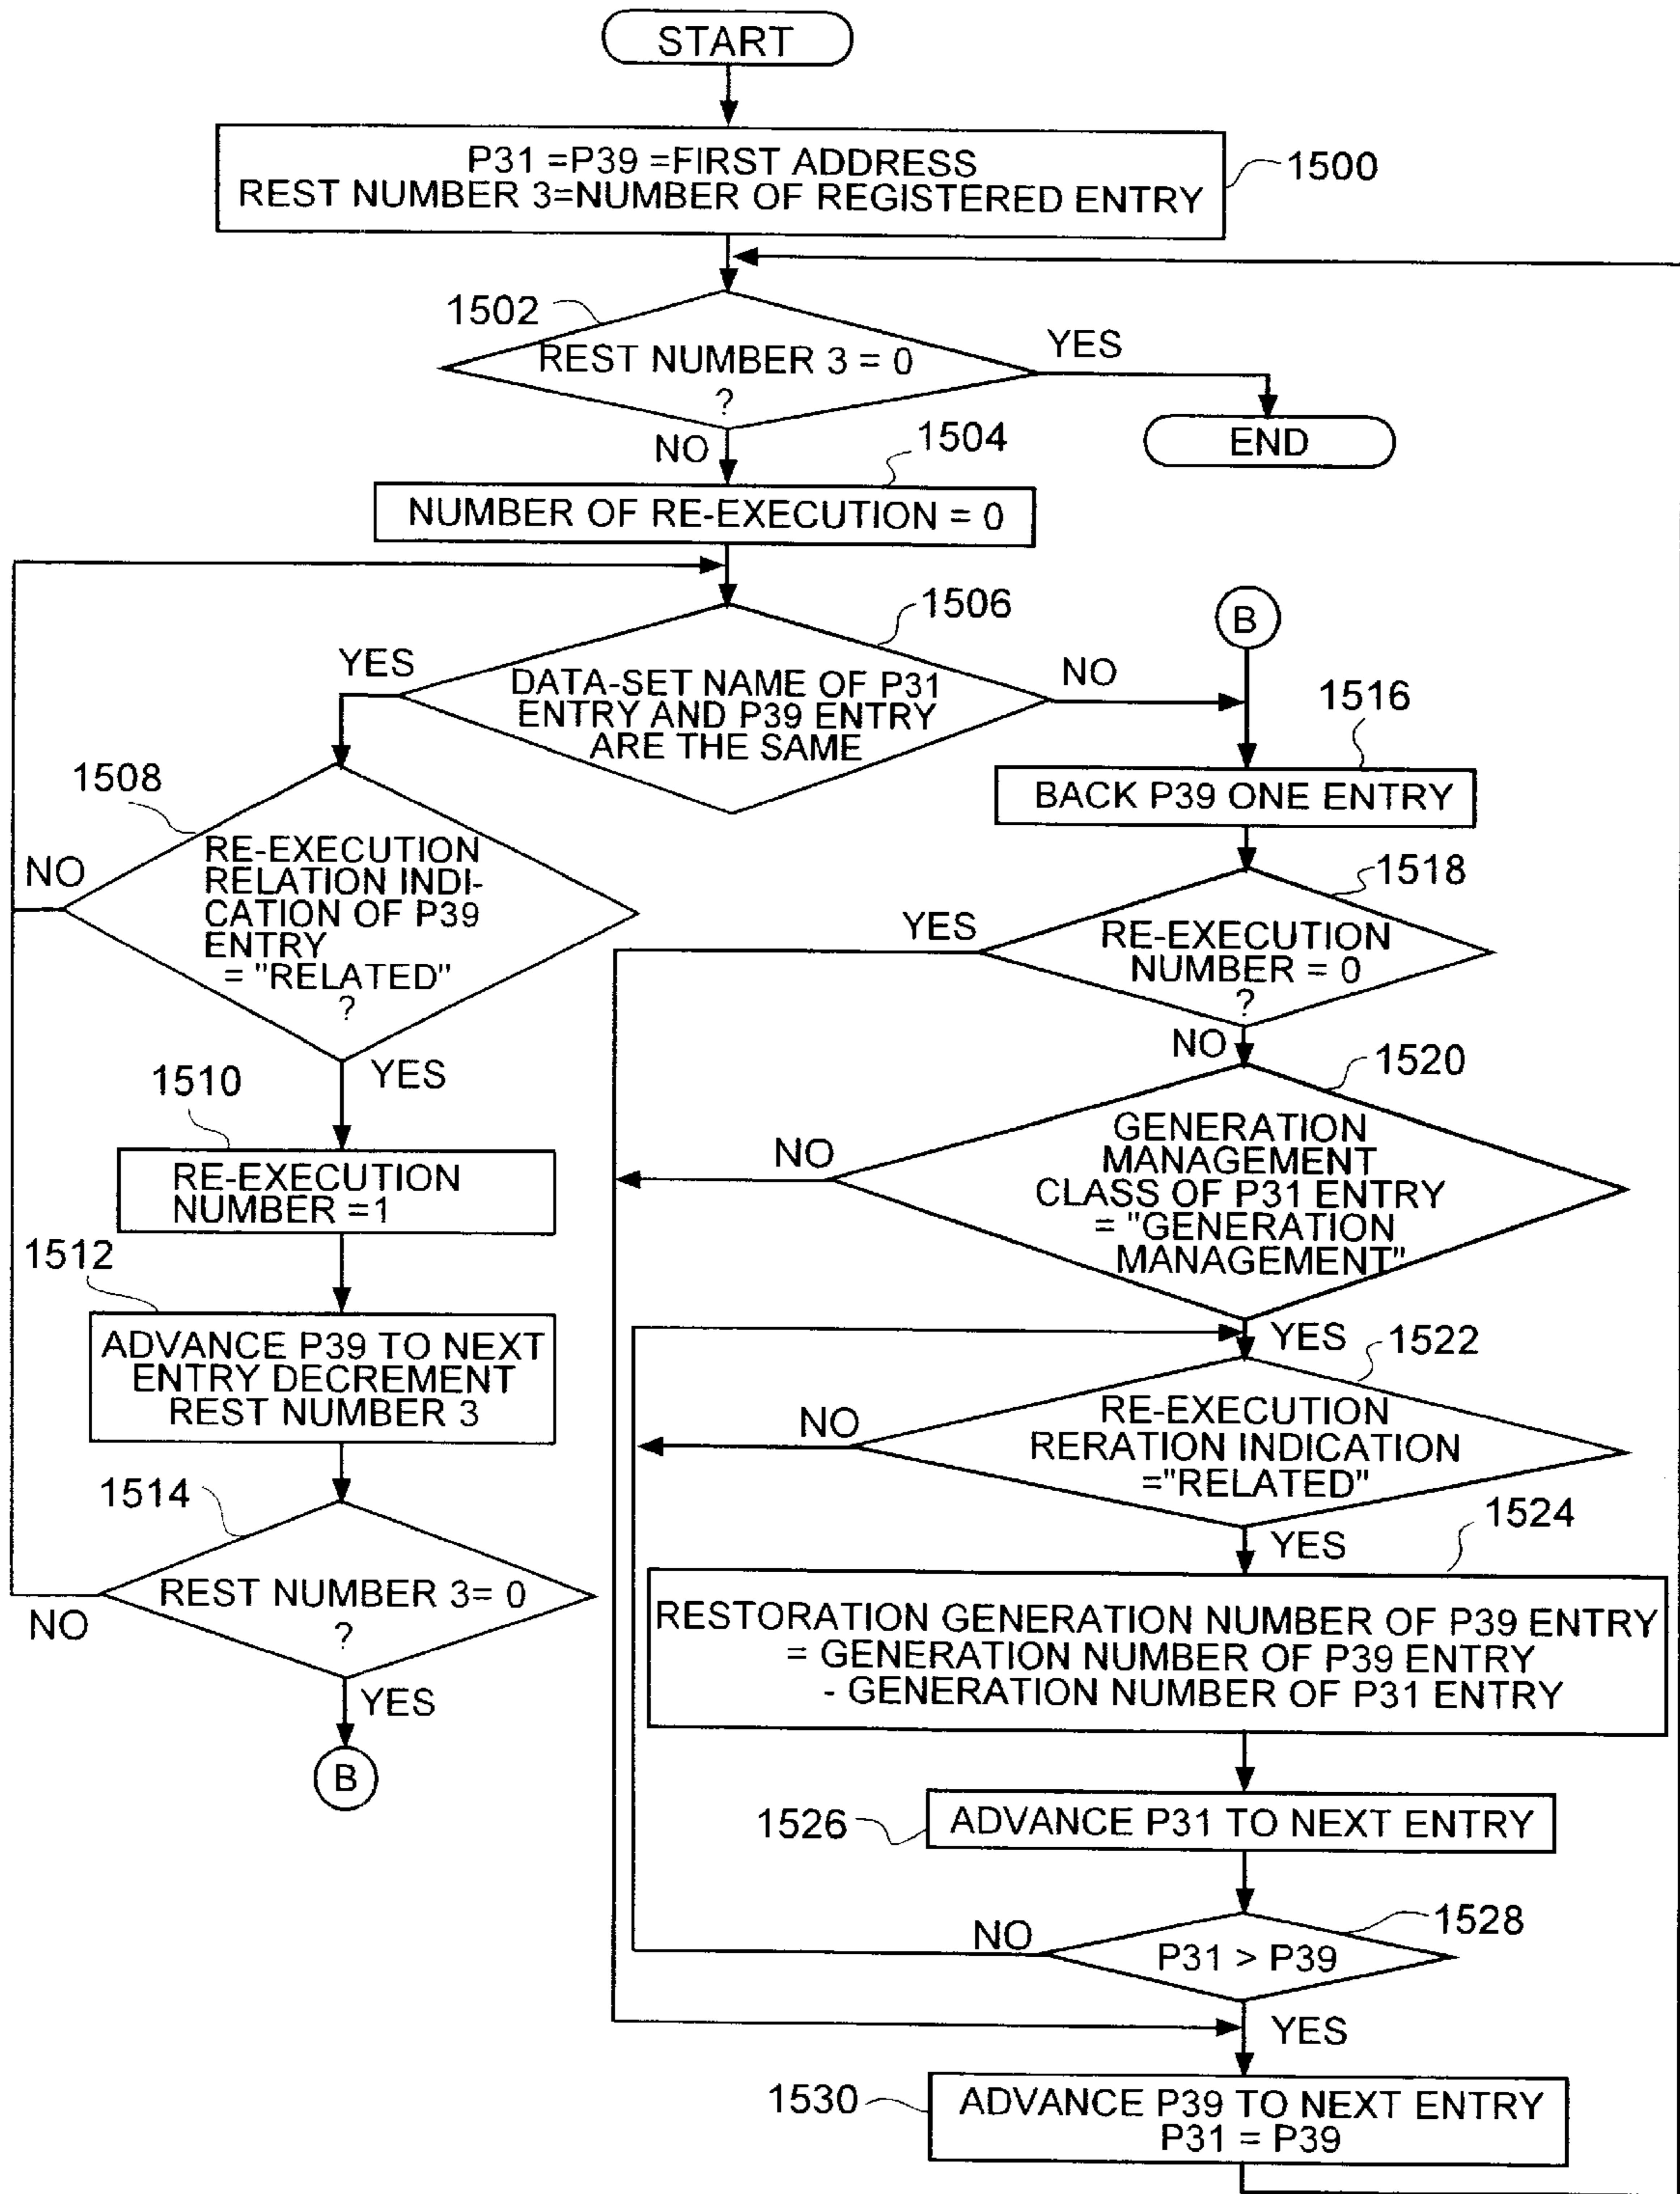 START
P31 =P39 =FIRST ADDRESS
REST NUMBER 3=NUMBER OF REGISTERED ENTRY
1500
1502
REST NUMBER 3 = 0
?
YES
END
NO
1504
NUMBER OF RE-EXECUTION = 0
1506
YES
DATA-SET NAME OF P31
ENTRY AND P39 ENTRY
ARE THE SAME
NO
B
1516
BACK P39 ONE ENTRY
1508
NO
RE-EXECUTION
RELATION INDI-
CATION OF P39
ENTRY
= "RELATED"
?
YES
1518
YES
RE-EXECUTION
NUMBER = 0
?
NO
1510
RE-EXECUTION
NUMBER =1
1520
NO
GENERATION
MANAGEMENT
CLASS OF P31 ENTRY
= "GENERATION
MANAGEMENT"
YES
1512
ADVANCE P39 TO NEXT
ENTRY DECREMENT
REST NUMBER 3
1522
NO
RE-EXECUTION
RERATION INDICATION
="RELATED"
YES
1514
REST NUMBER 3= 0
?
NO
YES
B
1524
RESTORATION GENERATION NUMBER OF P39 ENTRY
= GENERATION NUMBER OF P39 ENTRY
- GENERATION NUMBER OF P31 ENTRY
1526
ADVANCE P31 TO NEXT ENTRY
1528
NO
P31 > P39
YES
1530
ADVANCE P39 TO NEXT ENTRY
P31 = P39